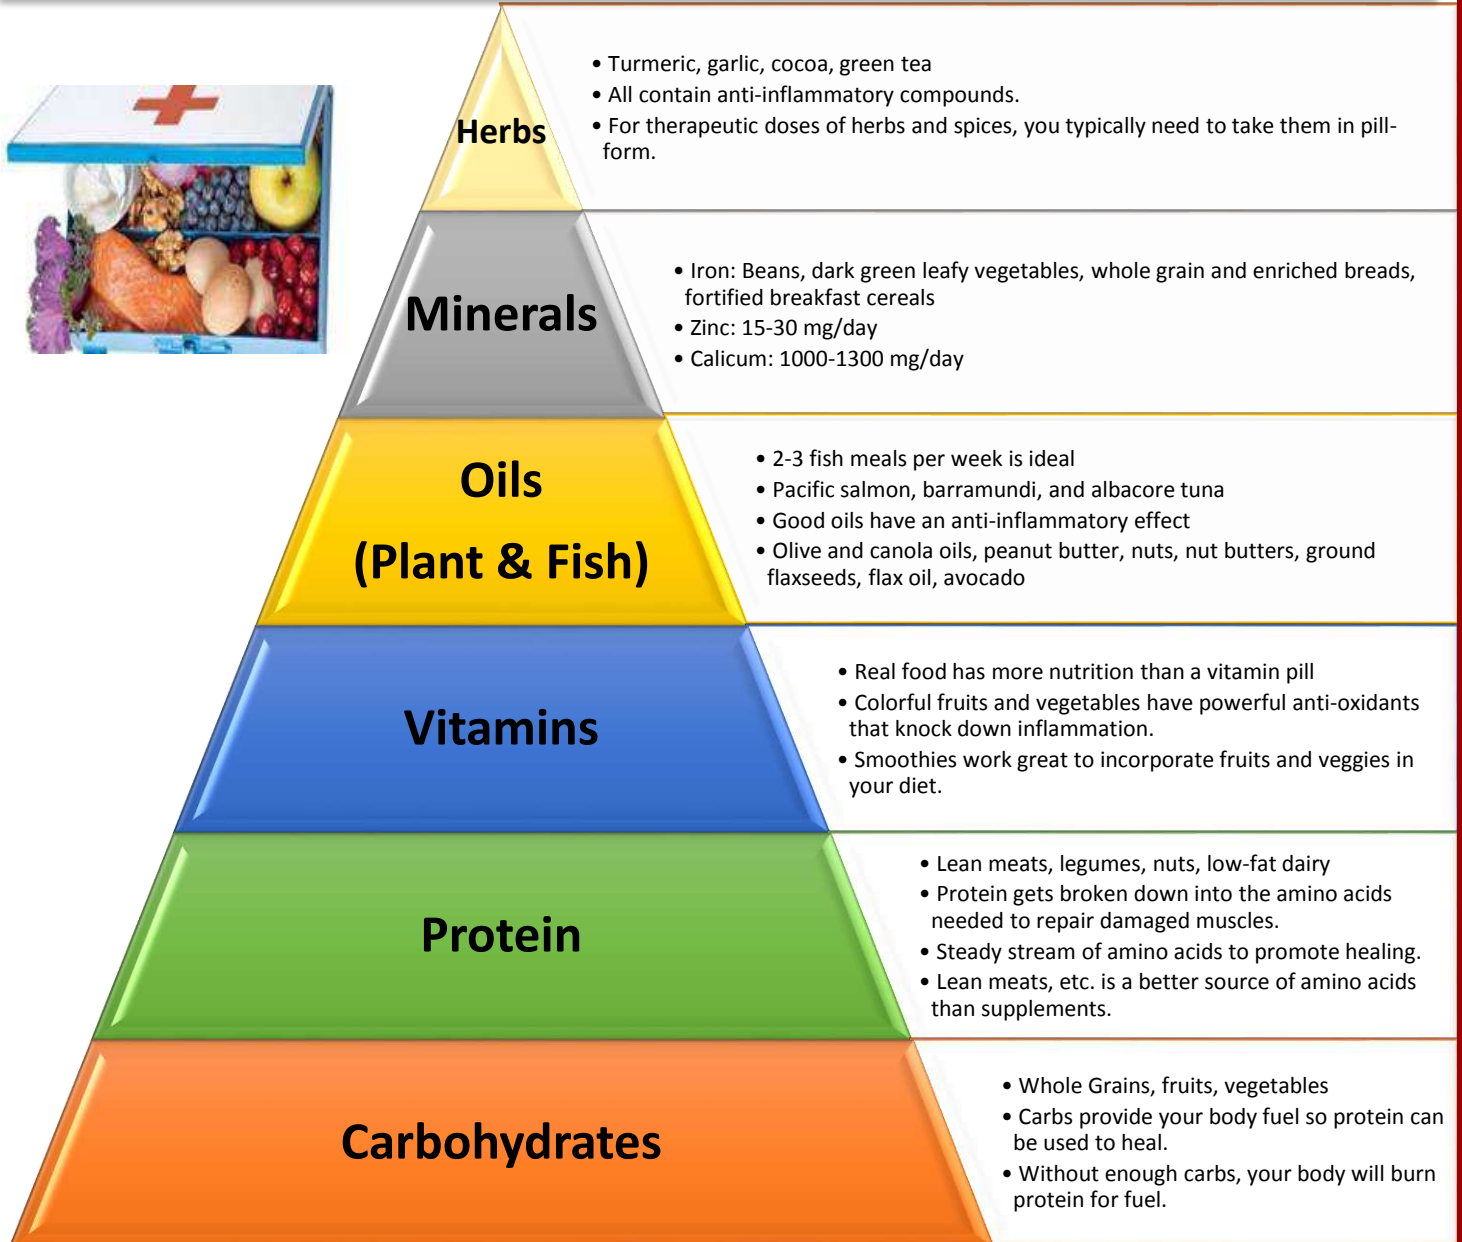 Herbs
• Turmeric, garlic, cocoa, green tea
• All contain anti-inflammatory compounds.
• For therapeutic doses of herbs and spices, you typically need to take them in pill-
form.
Minerals
• Iron: Beans, dark green leafy vegetables, whole grain and enriched breads,
fortified breakfast cereals
• Zinc: 15-30 mg/day
• Calicum: 1000-1300 mg/day
Oils
(Plant & Fish)
• 2-3 fish meals per week is ideal
• Pacific salmon, barramundi, and albacore tuna
• Good oils have an anti-inflammatory effect
• Olive and canola oils, peanut butter, nuts, nut butters, ground
flaxseeds, flax oil, avocado
Vitamins
• Real food has more nutrition than a vitamin pill
• Colorful fruits and vegetables have powerful anti-oxidants
that knock down inflammation.
• Smoothies work great to incorporate fruits and veggies in
your diet.
Protein
• Lean meats, legumes, nuts, low-fat dairy
• Protein gets broken down into the amino acids
needed to repair damaged muscles.
• Steady stream of amino acids to promote healing.
• Lean meats, etc. is a better source of amino acids
than supplements.
Carbohydrates
• Whole Grains, fruits, vegetables
• Carbs provide your body fuel so protein can
be used to heal.
• Without enough carbs, your body will burn
protein for fuel.